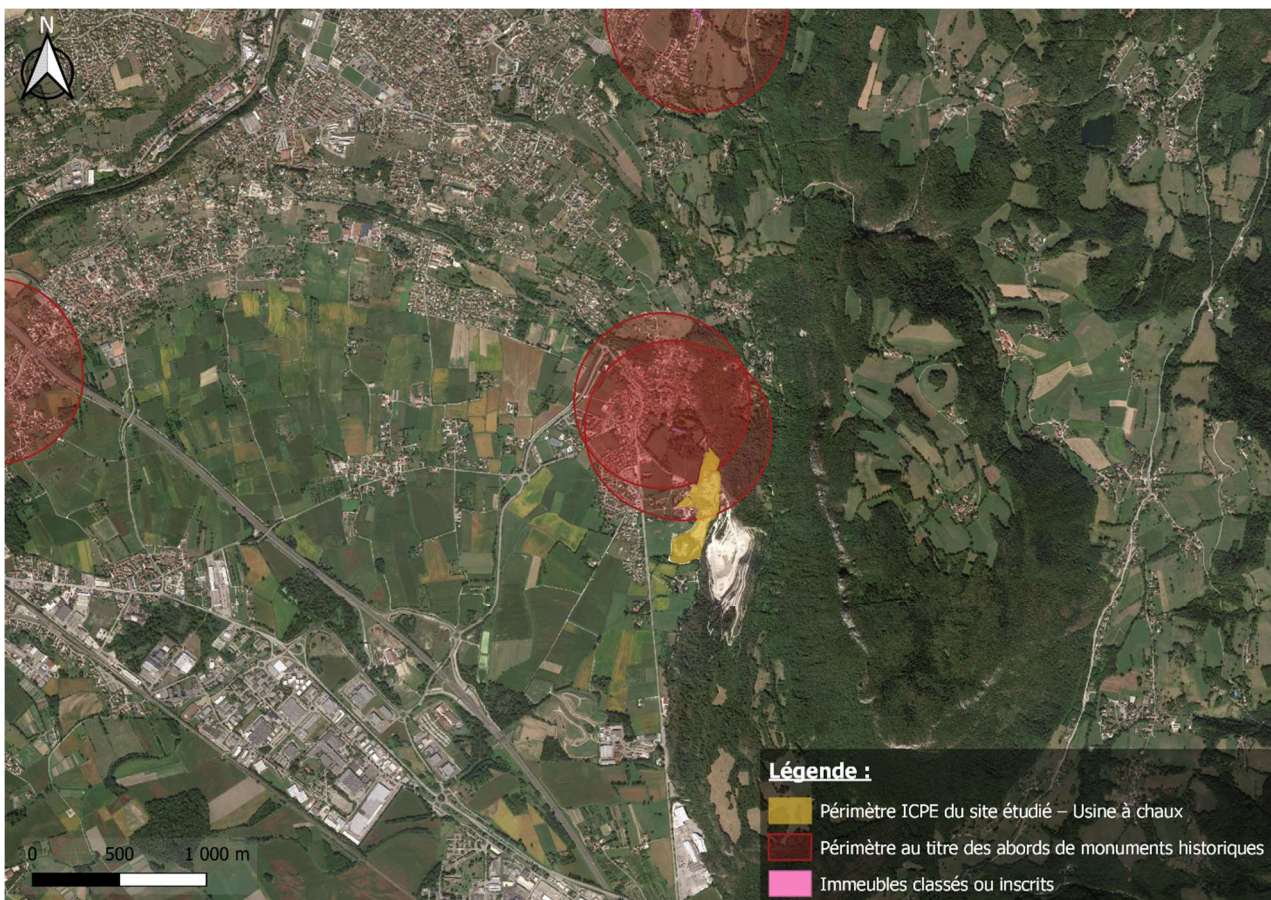 N
Légende :
Périmètre ICPE du site étudié – Usine à chaux
Périmètre au titre des abords de monuments historiques
Immeubles classés ou inscrits
0 500 1 000 m